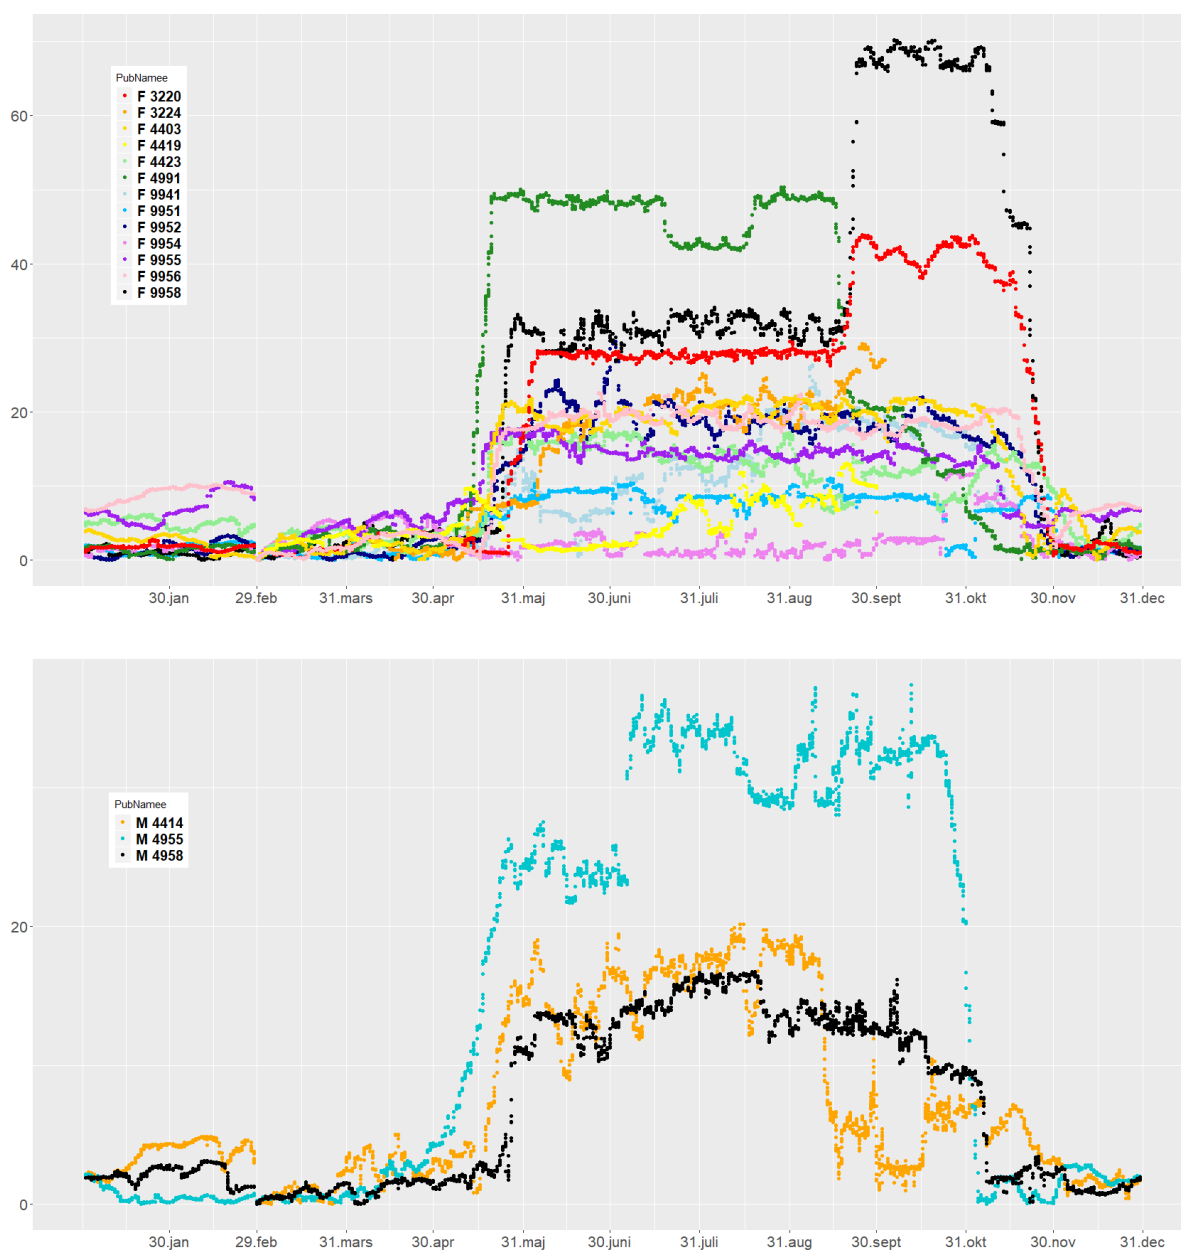 PubNamee
F 3220
F 3224
F 4403
F 4419
F 4423
F 4991
F 9941
F 9951
F 9952
F 9954
F 9955
F 9956
F 9958
60
40
20
0
30.jan 29.feb 31.mars 30.apr 31.maj 30.juni 31.juli 31.aug 30.sept 31.okt 30.nov 31.dec
PubNamee
M 4414
M 4955
M 4958
20
0
30.jan 29.feb 31.mars 30.apr 31.maj 30.juni 31.juli 31.aug 30.sept 31.okt 30.nov 31.dec